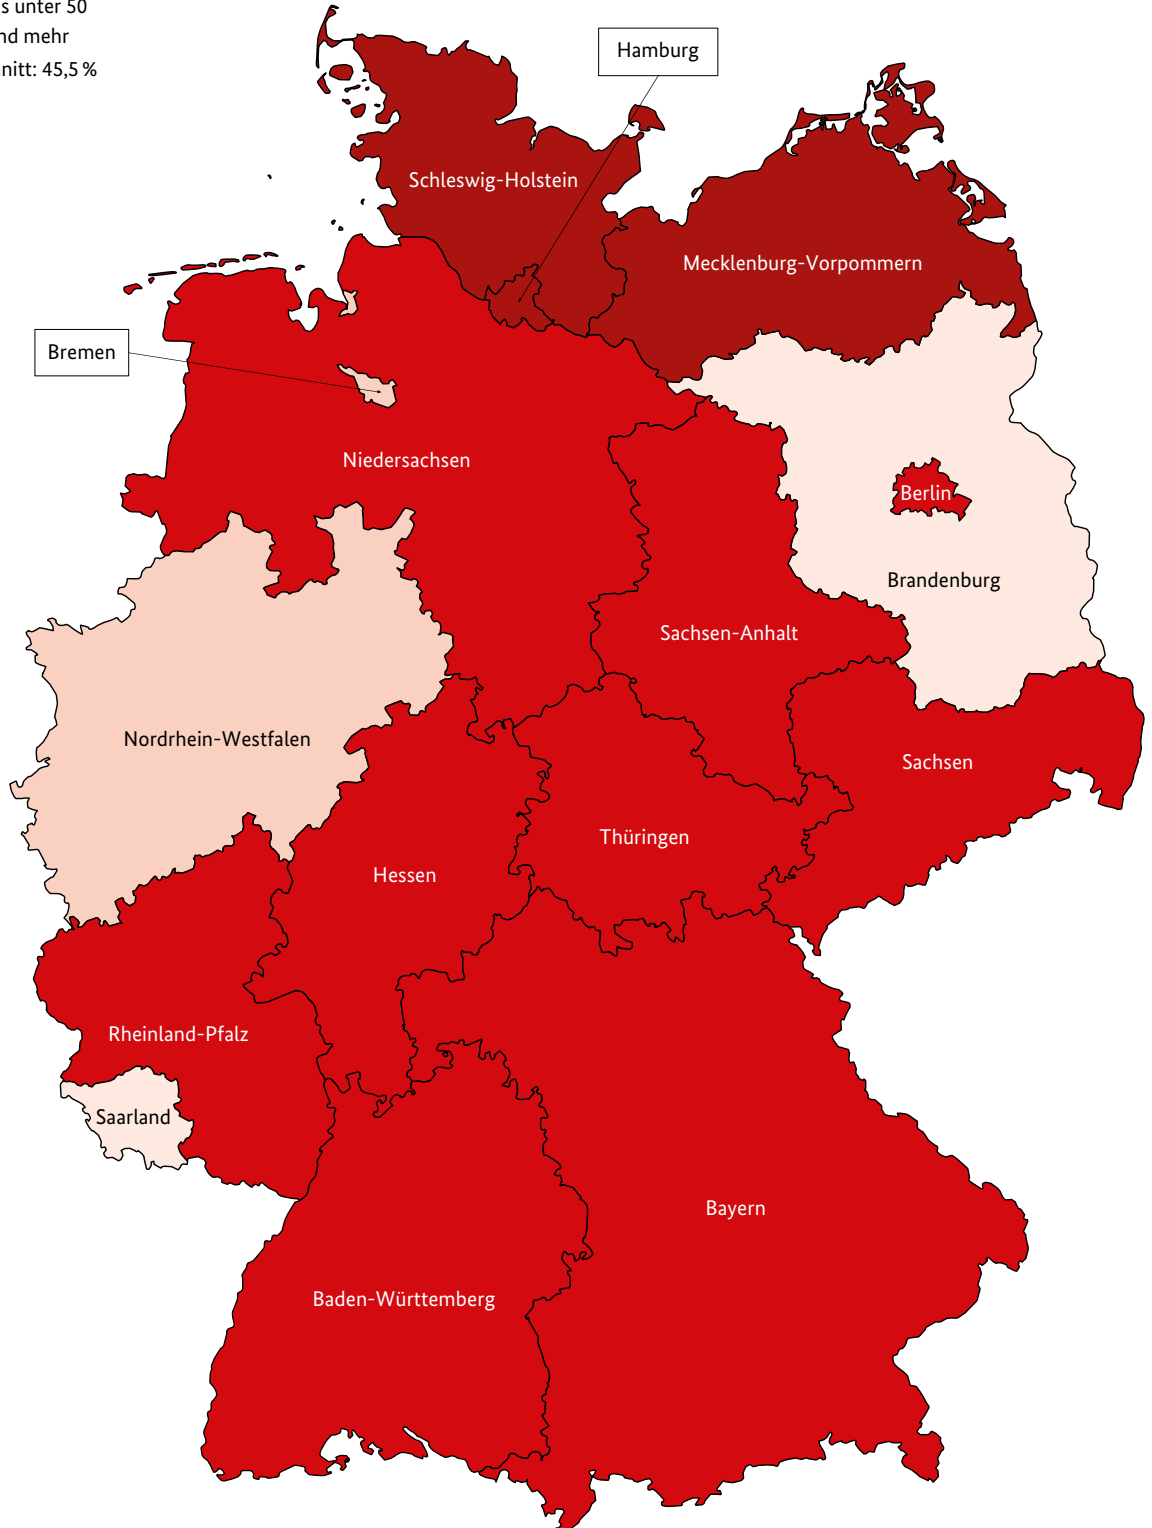 s unter 50
nd mehr
nitt: 45,5 %
Hamburg
Schleswig-Holstein
Mecklenburg-Vorpommern
Bremen
Niedersachsen
Berlin
Brandenburg
Sachsen-Anhalt
Nordrhein-Westfalen
Sachsen
Thüringen
Hessen
Rheinland-Pfalz
Saarland
Bayern
Baden-Württemberg